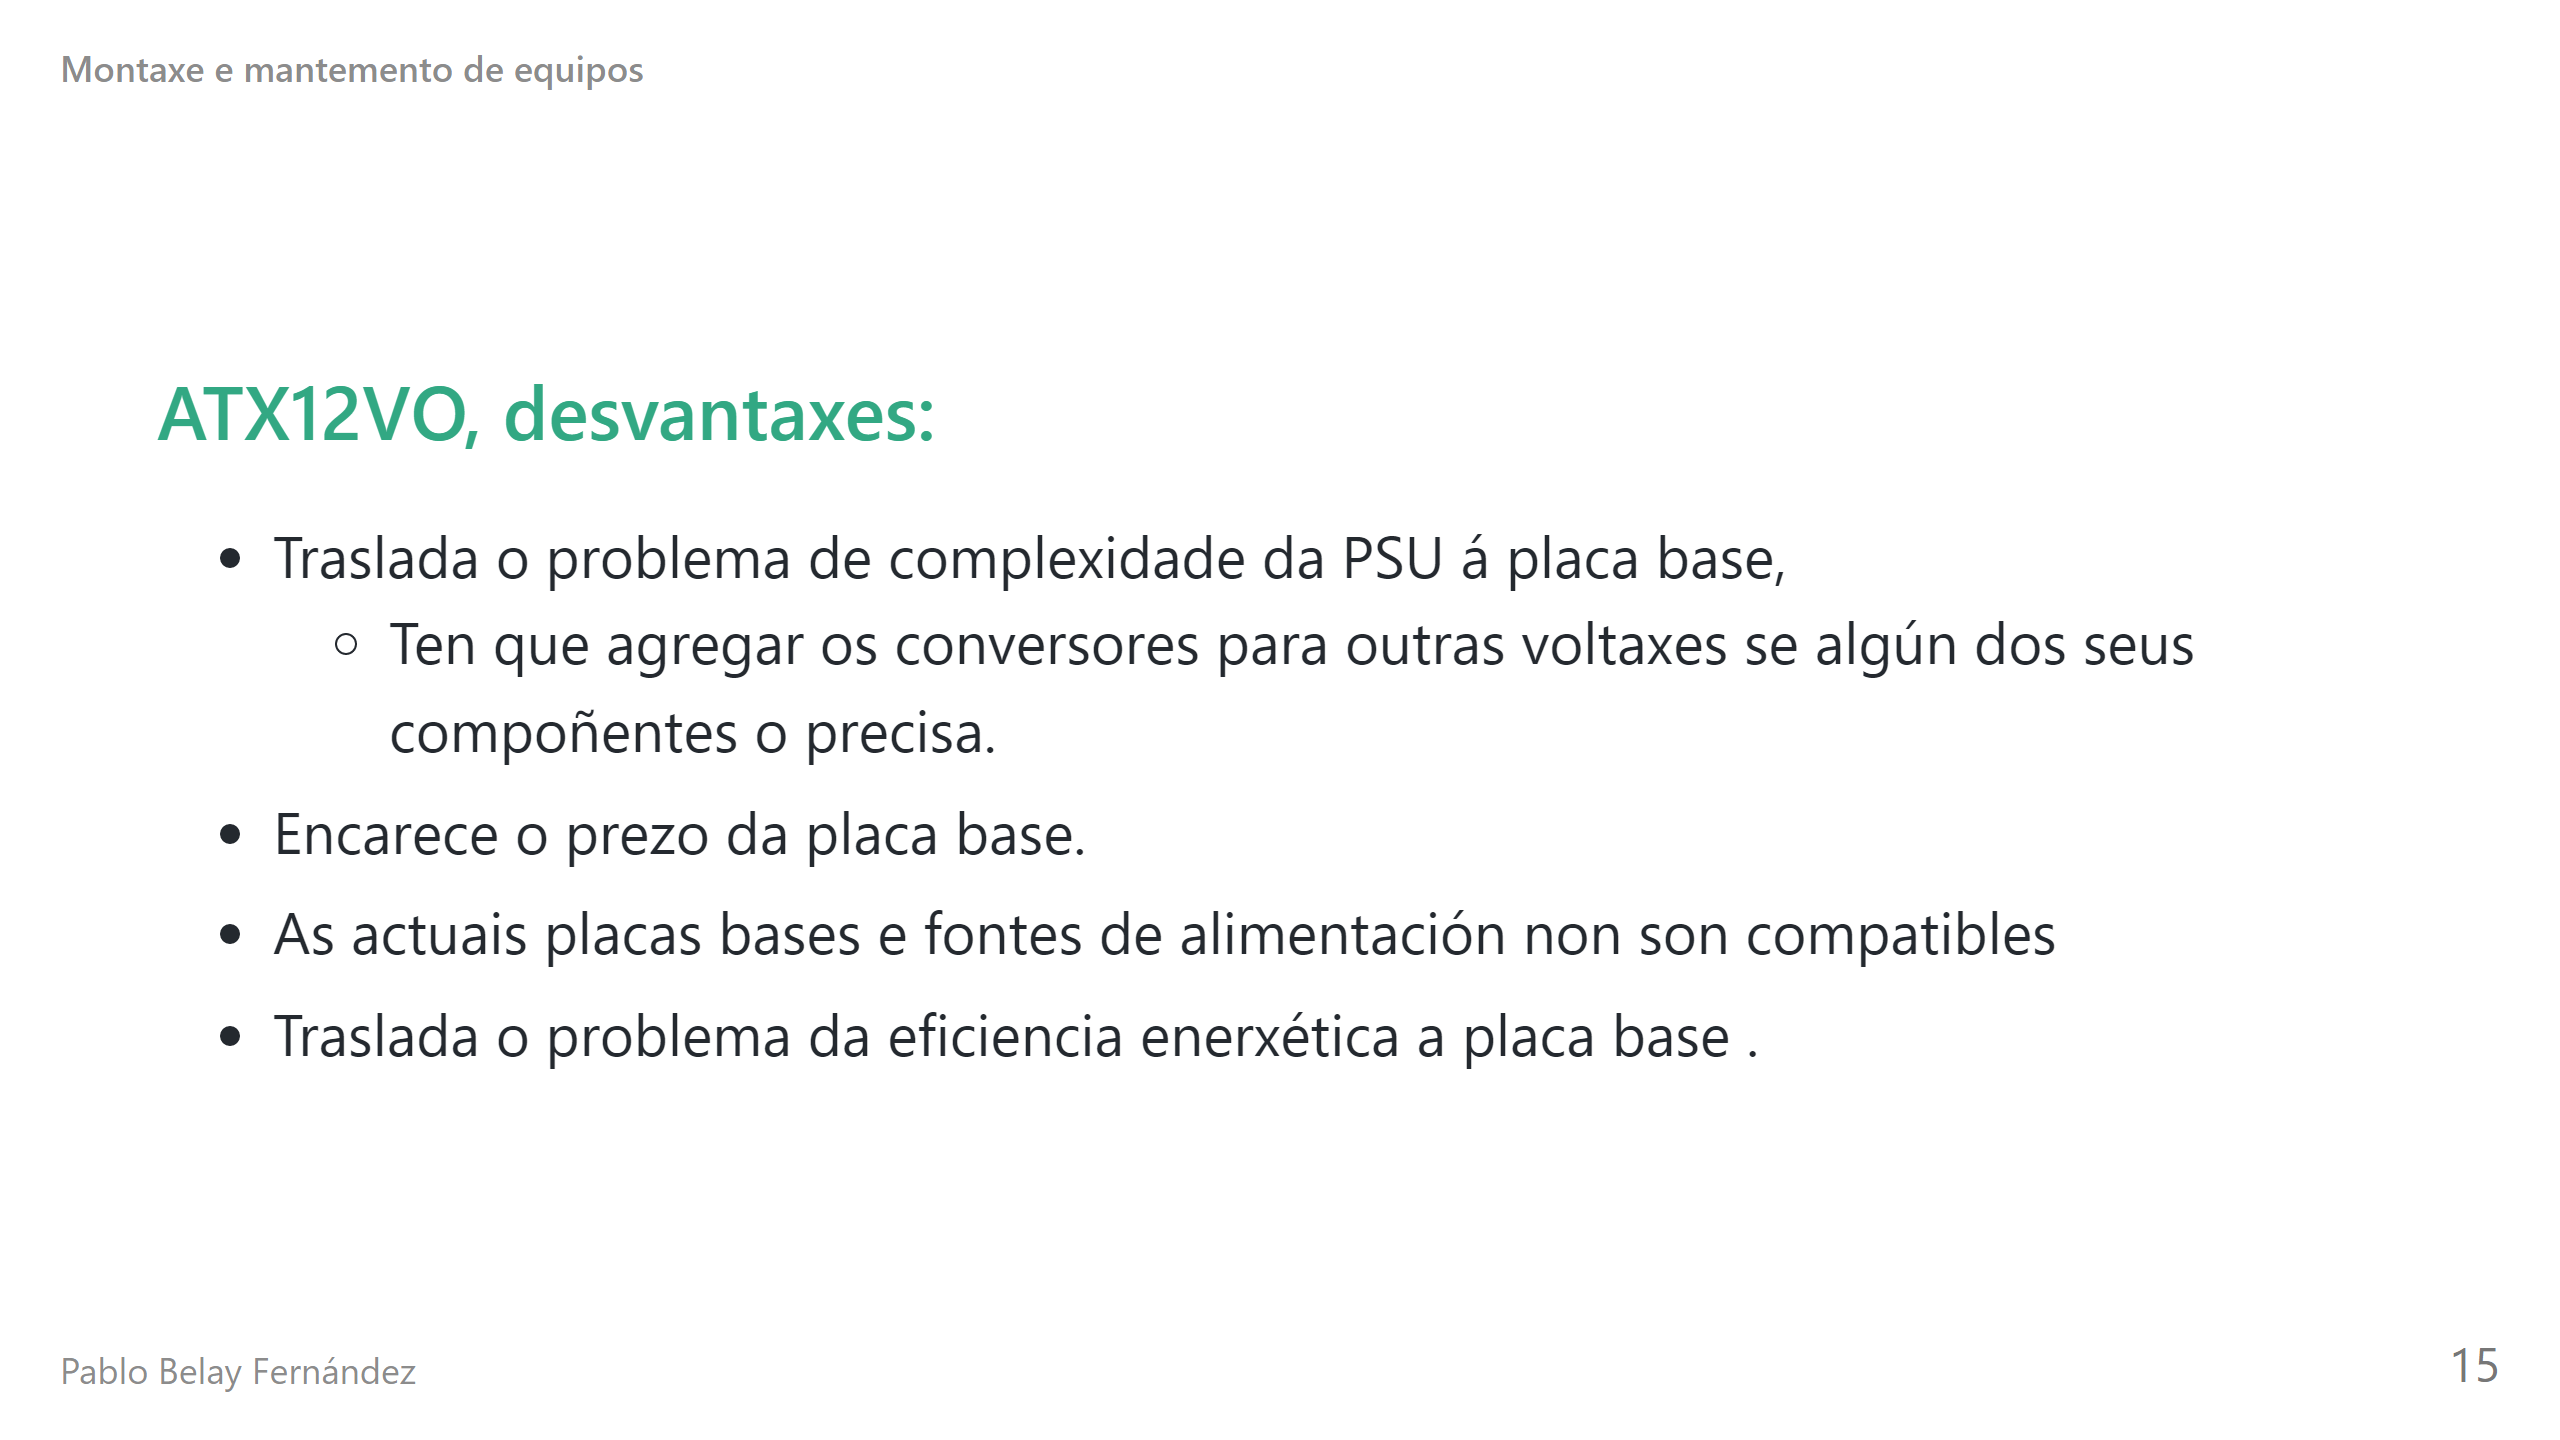 Montaxe e mantemento de equipos
ATX12VO, desvantaxes:
• Traslada o problema de complexidade da PSU á placa base,
○ Ten que agregar os conversores para outras voltaxes se algún dos seus
compoñentes o precisa.
• Encarece o prezo da placa base.
• As actuais placas bases e fontes de alimentación non son compatibles
• Traslada o problema da eficiencia enerxética a placa base .
Pablo Belay Fernández
15